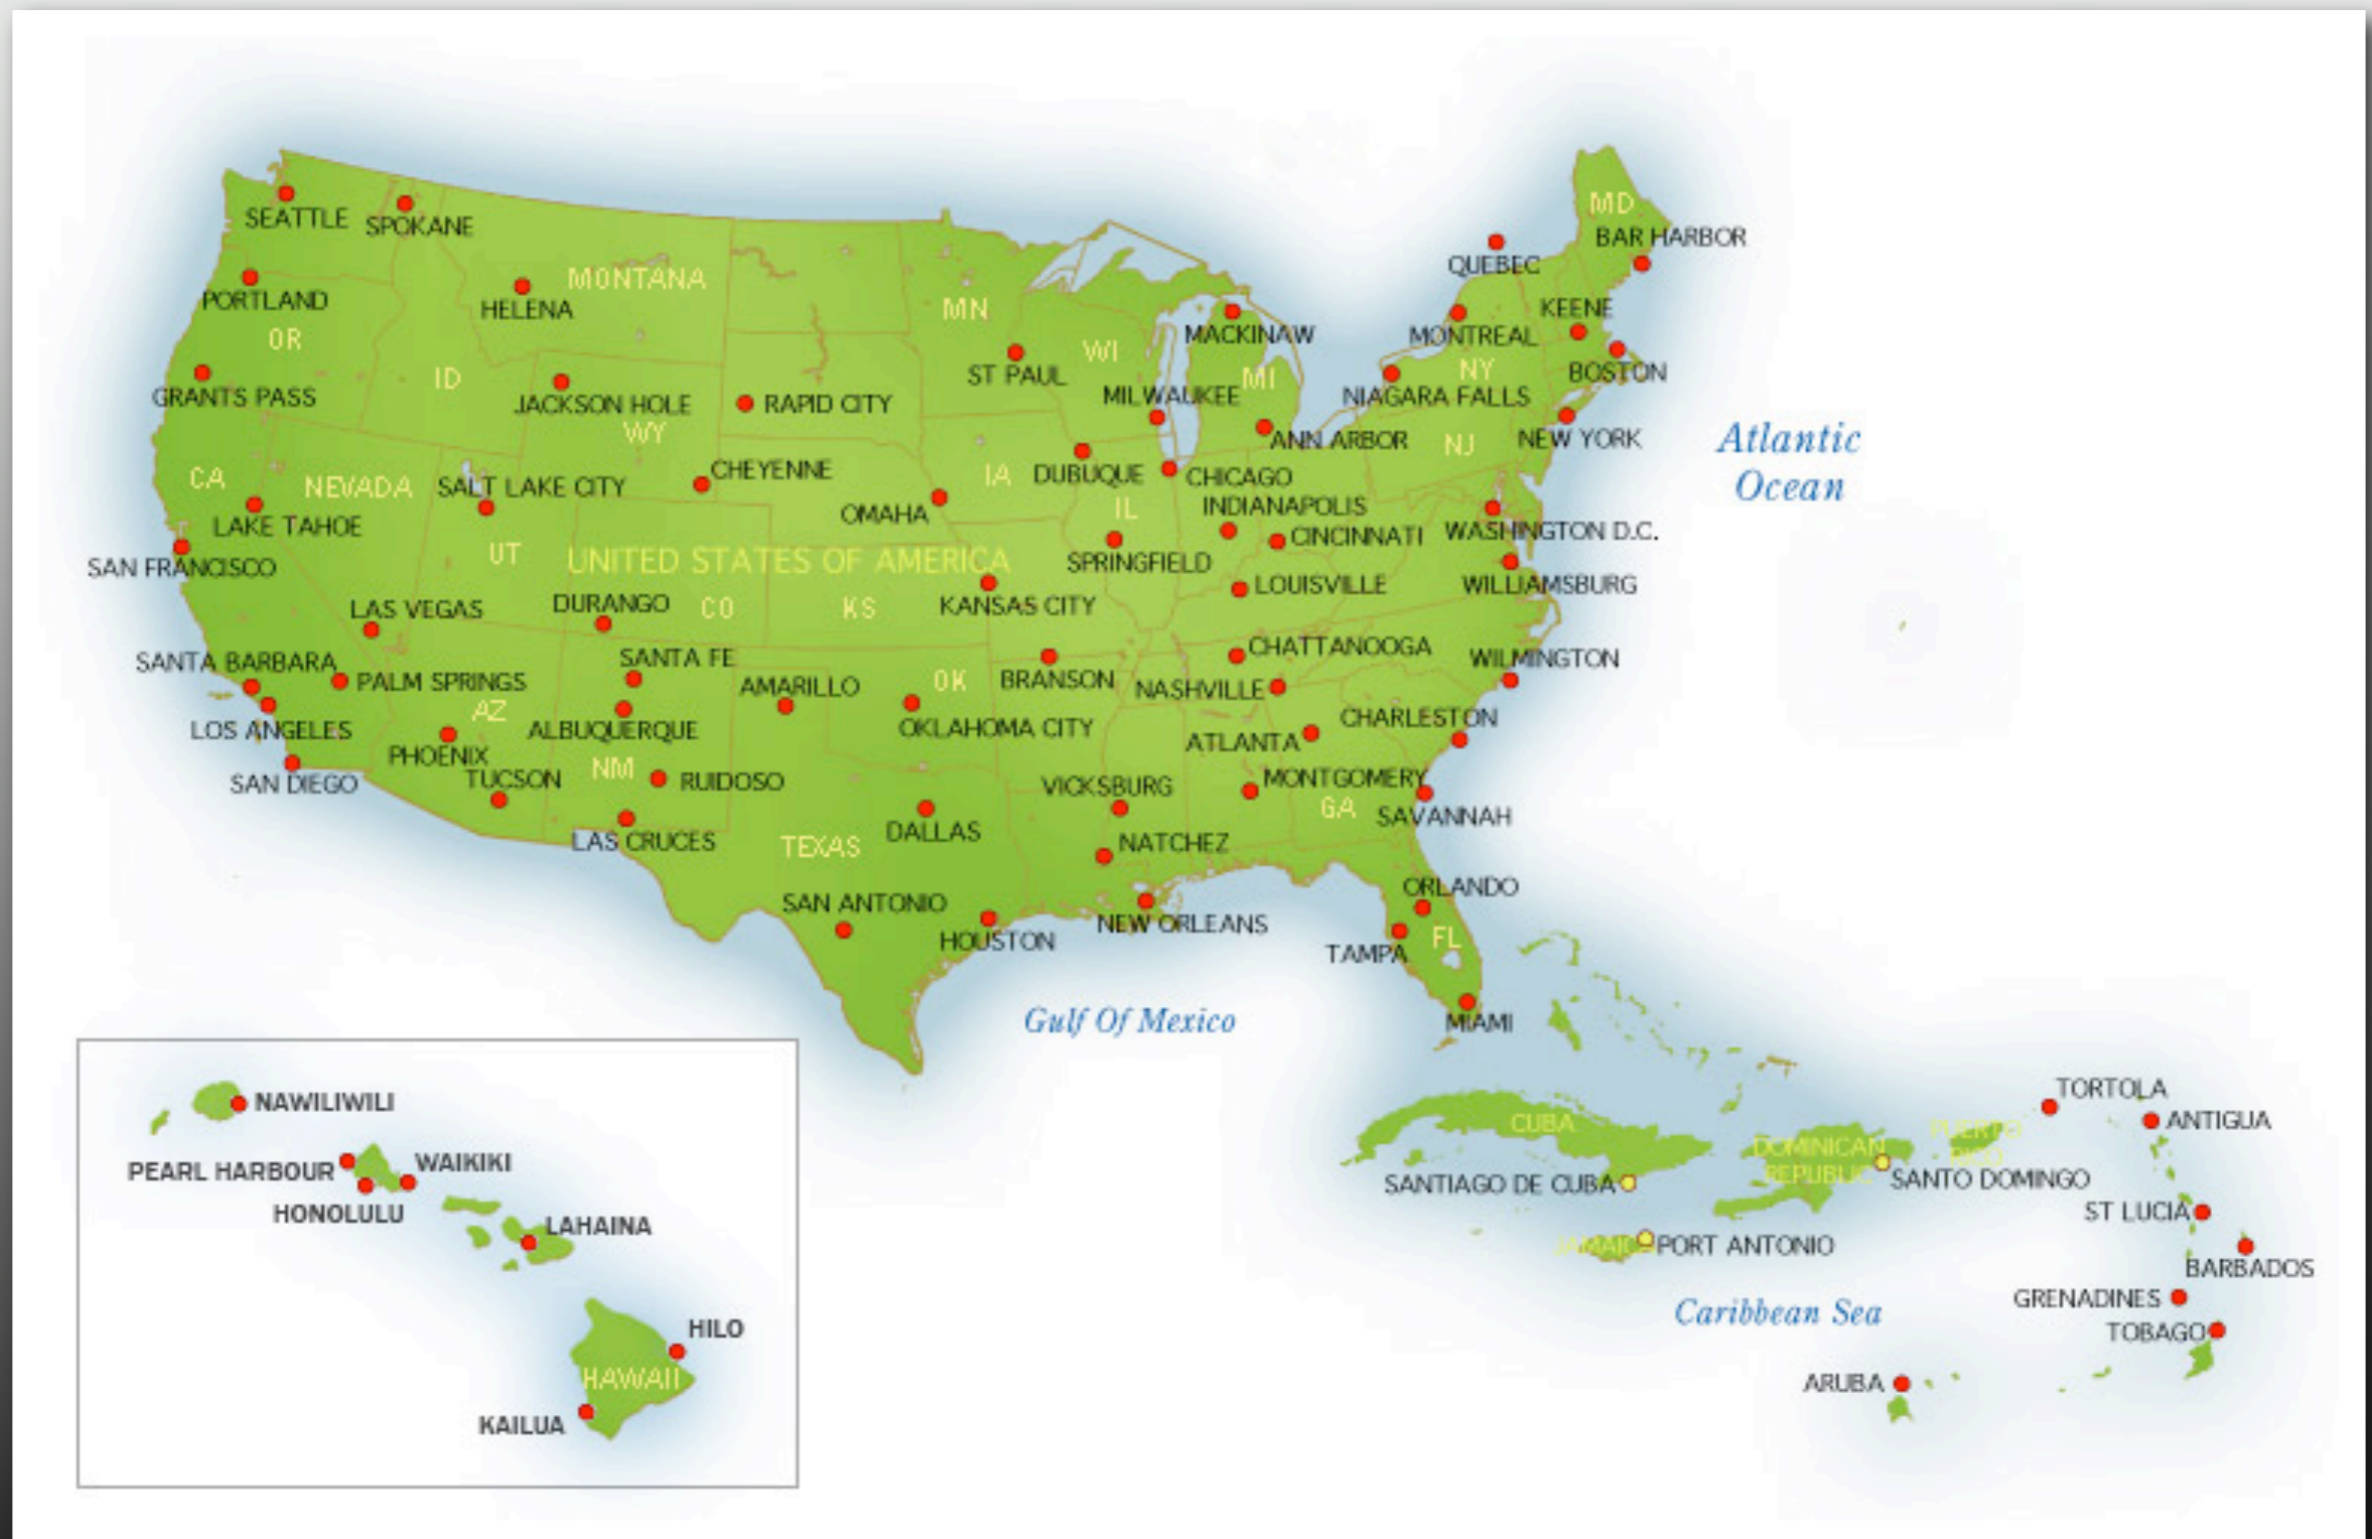 MD
SEATTLE
SPOKANE
BAR HARBOR
QUEBEC
MONTANA
PORTLAND
HELENA
MN
KEENE
OR
MACKINAW
MONTREAL
WI
ST PAUL
NY
BOSTON
ID
MI
GRANTS PASS
JACKSON HOLE
RAPID CITY
MILWAUKEE
NIAGARA FALLS
WY
ANN ARBOR
NJ
NEW YORK
Atlantic
Ocean
CA
NEVADA
SALT LAKE CITY
CHEYENNE
IA
DUBUQUE
CHICAGO
OMAHA
IL
INDIANAPOLIS
LAKE TAHOE
CINCINNATI
WASHINGTON D.C.
SAN FRANCISCO
UT
UNITED STATES OF AMERICA
SPRINGFIELD
LOUISVILLE
WILLIAMSBURG
LAS VEGAS
DURANGO
CO
KS
KANSAS CITY
SANTA BARBARA
PALM SPRINGS
SANTA FE
AMARILLO
OK
BRANSON
CHATTANOOGA
NASHVILLE
WILMINGTON
AZ
LOS ANGELES
ALBUQUERQUE
OKLAHOMA CITY
CHARLESTON
PHOENIX
ATLANTA
SAN DIEGO
TUCSON
NM
RUIDOSO
VICKSBURG
MONTGOMERY
GA
SAVANNAH
LAS CRUCES
TEXAS
DALLAS
NATCHEZ
SAN ANTONIO
HOUSTON
NEW ORLEANS
ORLANDO
TAMPA
FL
Gulf Of Mexico
MIAMI
NAWILIWILI
PEARL HARBOUR
WAIKIKI
HONOLULU
LAHAINA
HILO
HAWAII
KAILUA
TORTOLA
ANTIGUA
CUBA
DOMINICAN
REPUBLIC
PUERTO
RICO
SANTIAGO DE CUBA
SANTO DOMINGO
ST LUCIA
JAMAICA
PORT ANTONIO
BARBADOS
Caribbean Sea
GRENADINES
TOBAGO
ARUBA